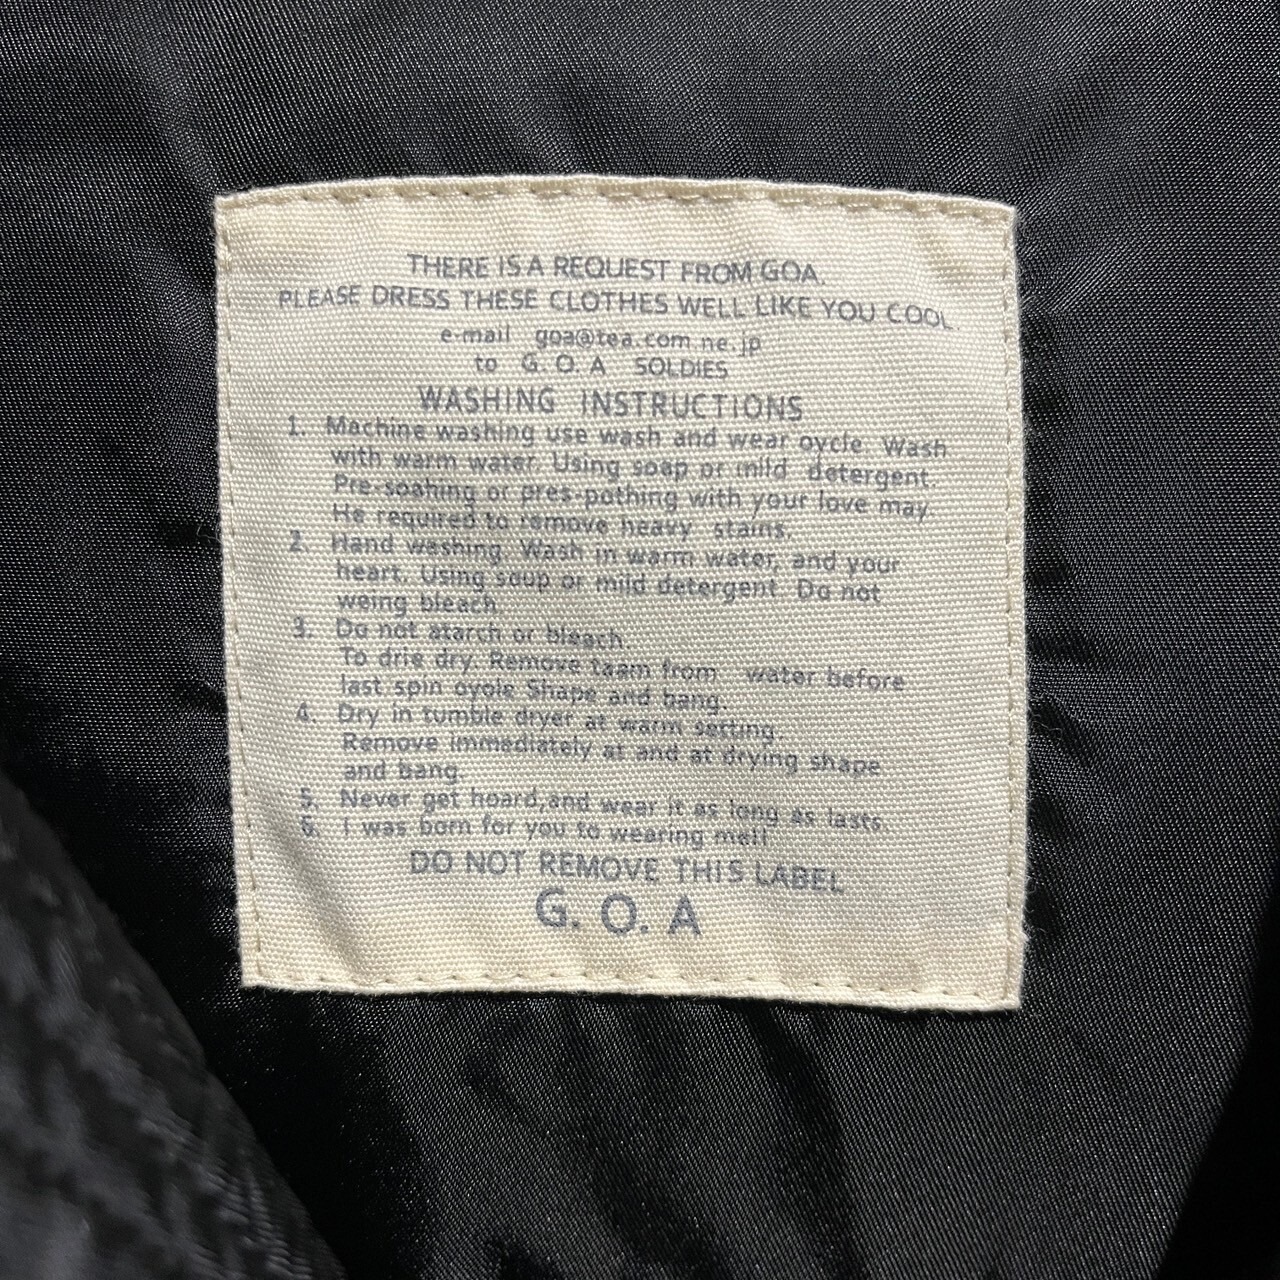 THERE IS A REQUEST FROM GOA.
PLEASE DRESS THESE CLOTHES WELL LIKE YOU COOL.
e-mail goa@tea.com.ne.jp
to G. O. A SOLDIES
WASHING INSTRUCTIONS
1. Machine washing use wash and wear oycle. Wash
with warm water. Using soap or mild detergent.
Pre-soahing or pres-pothing with your love may
He required to remove heavy stains.
2. Hand weshing. Wash in warm water, and your
heart. Using soup or mild detergent. Do not
weing bleach
3. Do not atarch or bleach.
To drie dry. Remove taam from water before
last spin oyole Shape and bang.
4. Dry in tumble dryer at warm setting.
Remove immediately at and at drying shape
and bang.
5. Never get hoard,and wear it as long as lasts.
6. I was born for you to wearing me!!
DO NOT REMOVE THIS LABEL
G. O. A